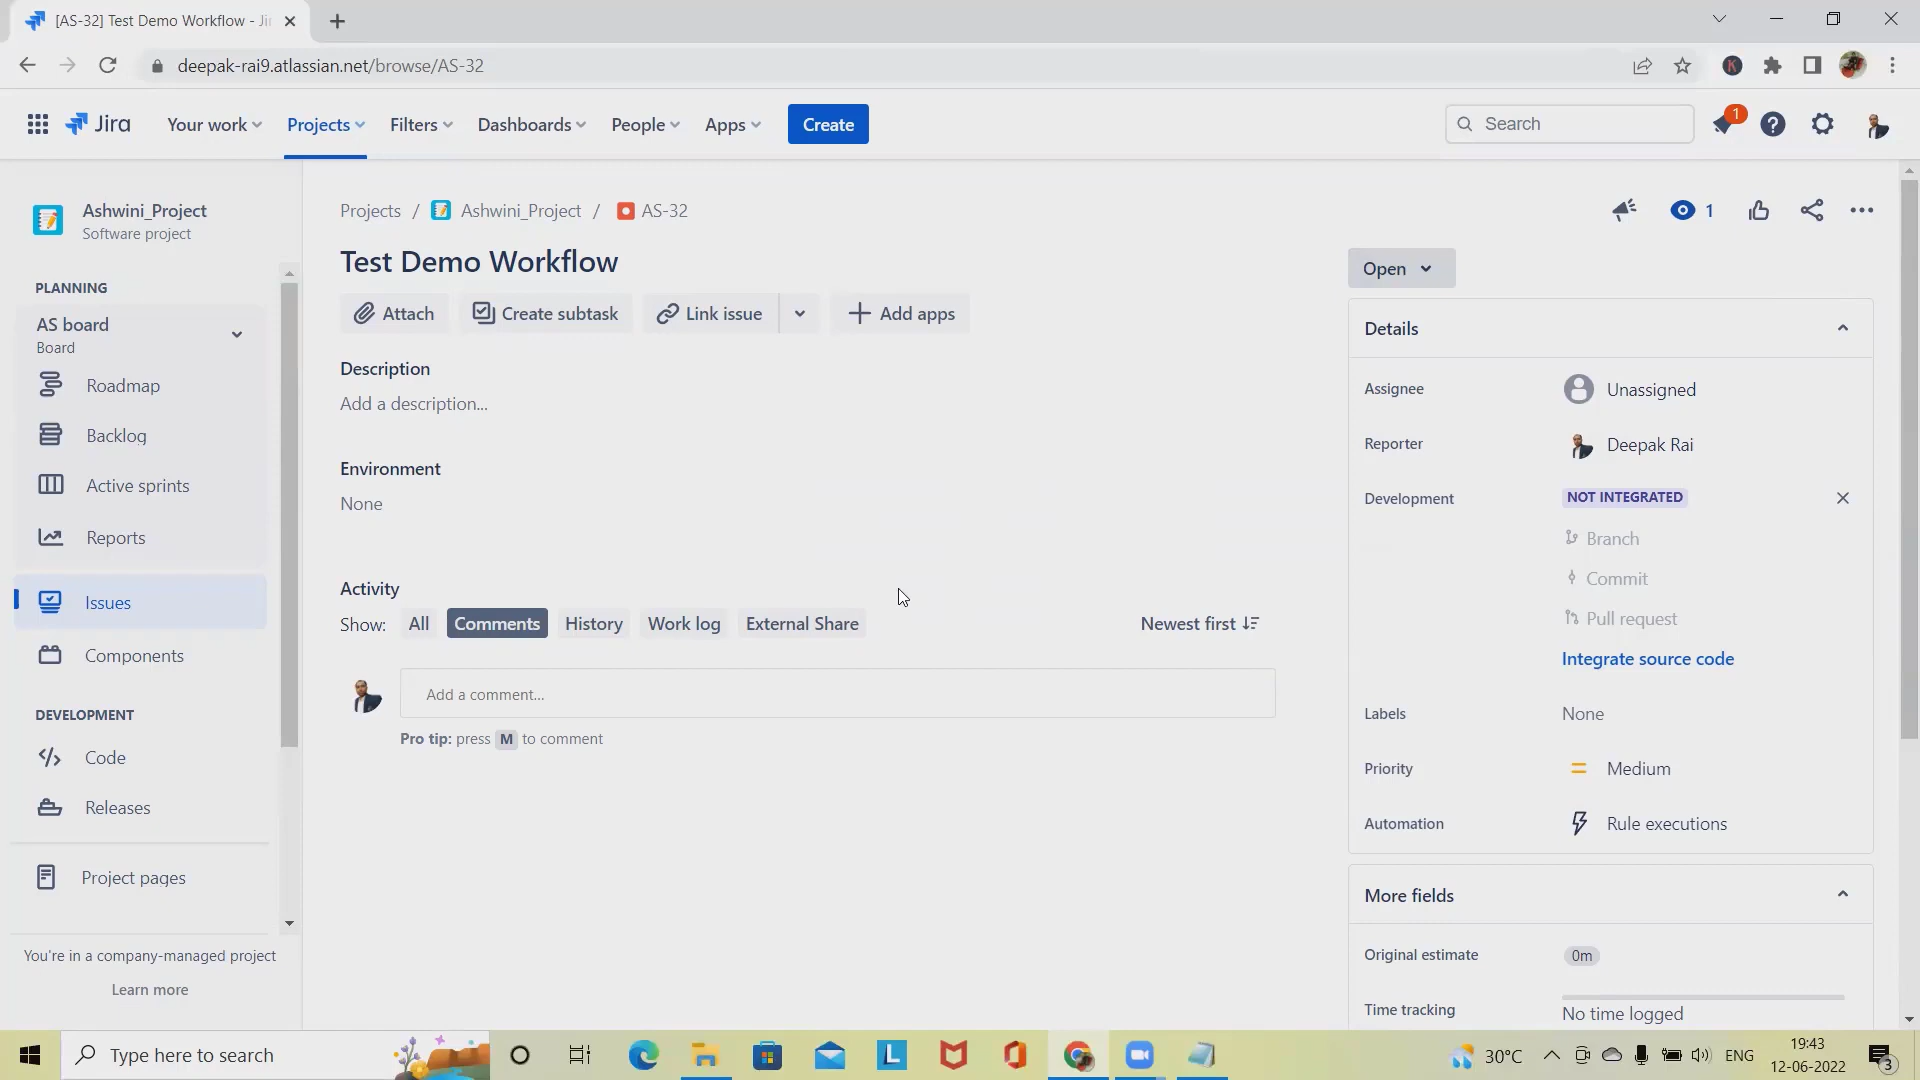 [AS-32] Test Demo Workflow - Ji
deepak-rai9.atlassian.net/browse/AS-32
K
Jira
Your work
Projects
Filters
Dashboards
People
Apps
Create
Search
1
Ashwini_Project
Software project
PLANNING
AS board
Board
Roadmap
Backlog
Active sprints
Reports
Issues
Components
DEVELOPMENT
Code
Releases
Project pages
You're in a company-managed project
Learn more
Projects / Ashwini_Project / AS-32
1
Test Demo Workflow
Attach
Create subtask
Link issue
Add apps
Description
Add a description...
Environment
None
Activity
Show: All Comments History Work log External Share
Newest first
Add a comment...
Pro tip: press M to comment
Open
Details
Assignee Unassigned
Reporter Deepak Rai
Development NOT INTEGRATED
Branch
Commit
Pull request
Integrate source code
Labels None
Priority Medium
Automation Rule executions
More fields
Original estimate 0m
Time tracking No time logged
Type here to search
L
30°C
ENG
19:43
12-06-2022
3